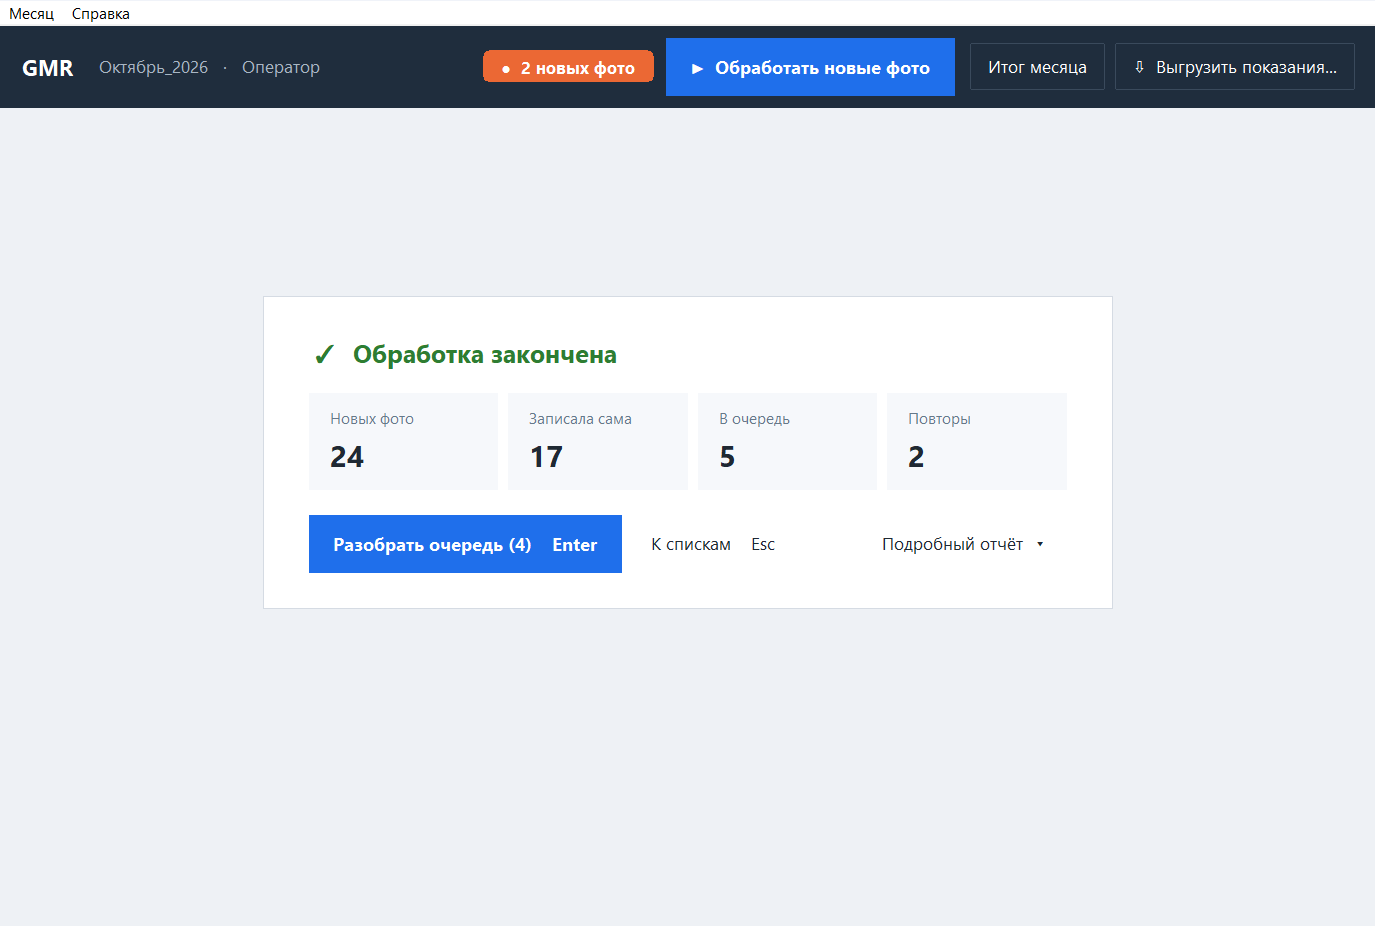 Месяц Справка
GMR Октябрь_2026 · Оператор ● 2 новых фото ► Обработать новые фото Итог месяца ⇩ Выгрузить показания...
✓ Обработка закончена
Новых фото Записала сама В очередь Повторы
24 17 5 2
Разобрать очередь (4) Enter К спискам Esc Подробный отчёт ▾